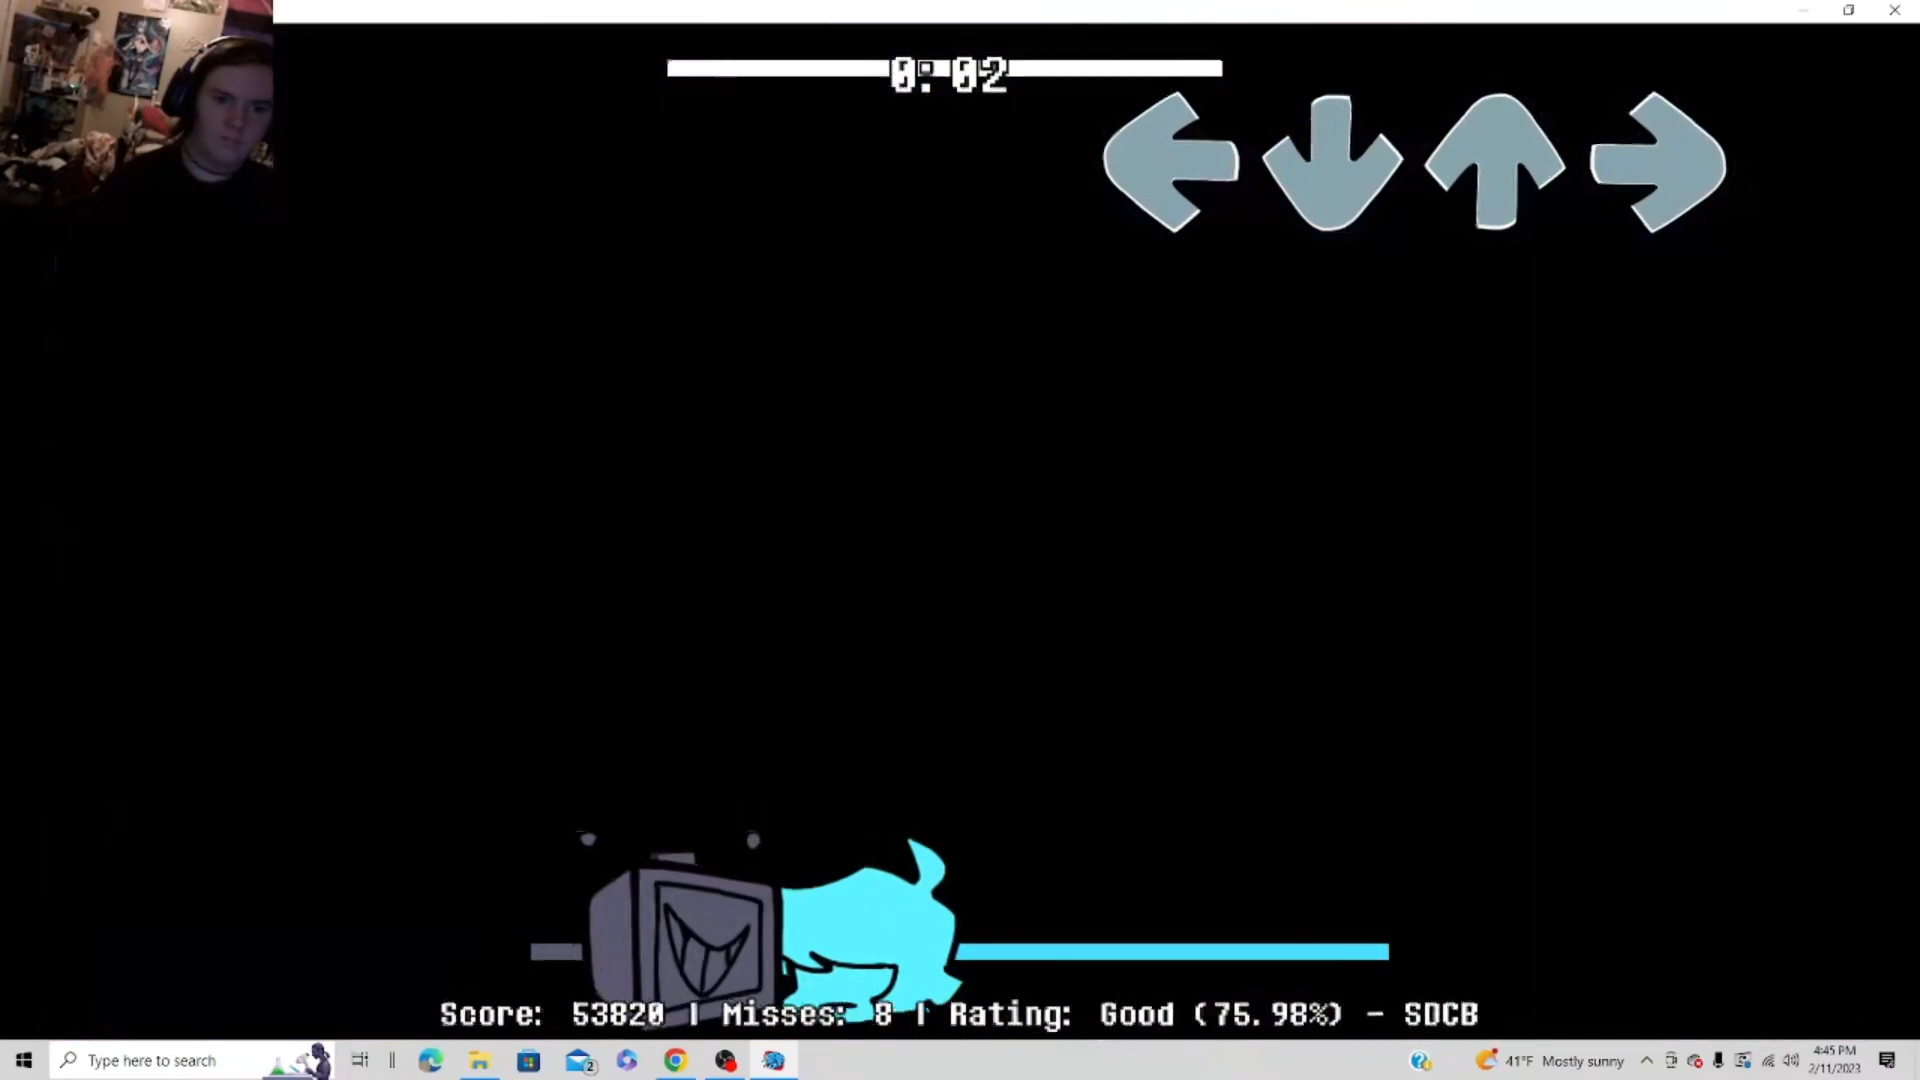 0:02
Score: 53820 | Misses: 8 | Rating: Good (75.98%) - SDCB
Type here to search
2
41°F Mostly sunny
4:45 PM
2/11/2023